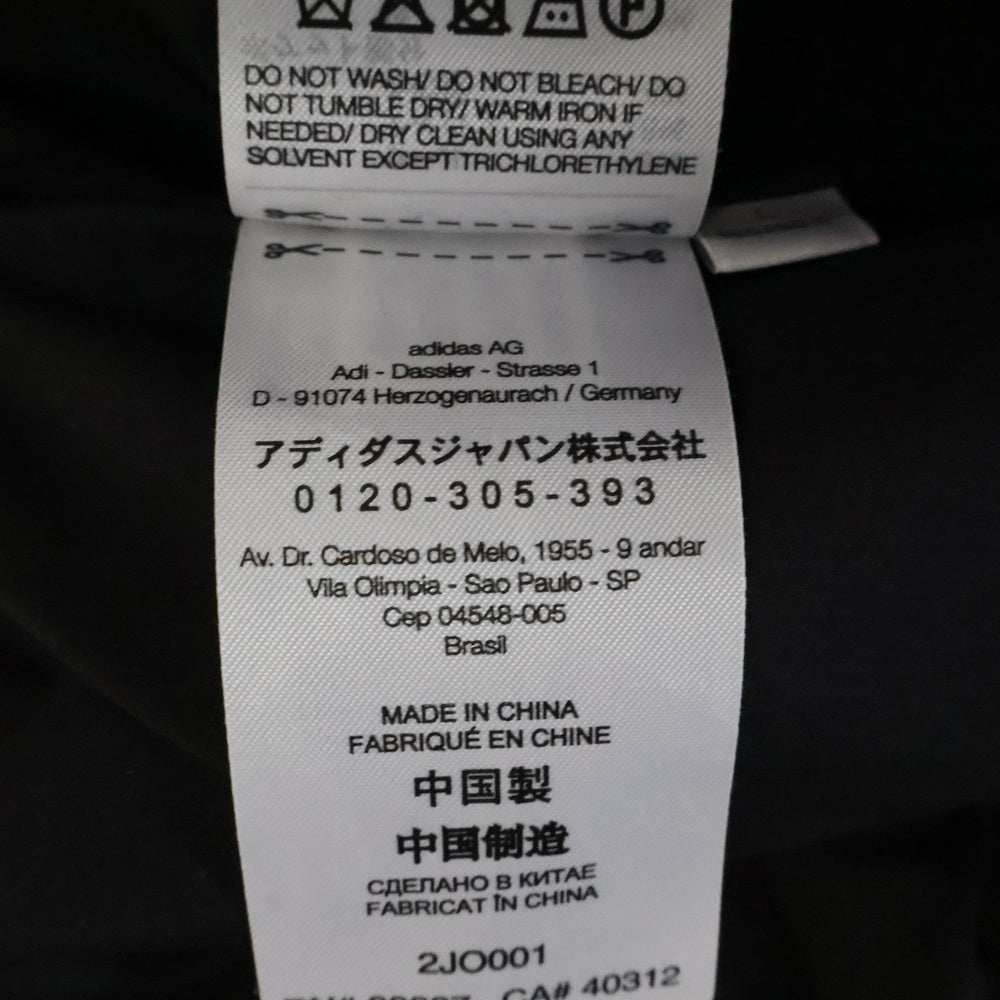 DO NOT WASH/ DO NOT BLEACH/ DO
NOT TUMBLE DRY/ WARM IRON IF
NEEDED/ DRY CLEAN USING ANY
SOLVENT EXCEPT TRICHLORETHYLENE
adidas AG
Adi - Dassler - Strasse 1
D - 91074 Herzogenaurach / Germany
アディダスジャパン株式会社
0120-305-393
Av. Dr. Cardoso de Melo, 1955 - 9 andar
Vila Olimpia - Sao Paulo - SP
Cep 04548-005
Brasil
MADE IN CHINA
FABRIQUÉ EN CHINE
中国製
中国制造
СДЕЛАНО В КИТАЕ
FABRICAT ÎN CHINA
2JO001
CA# 40312